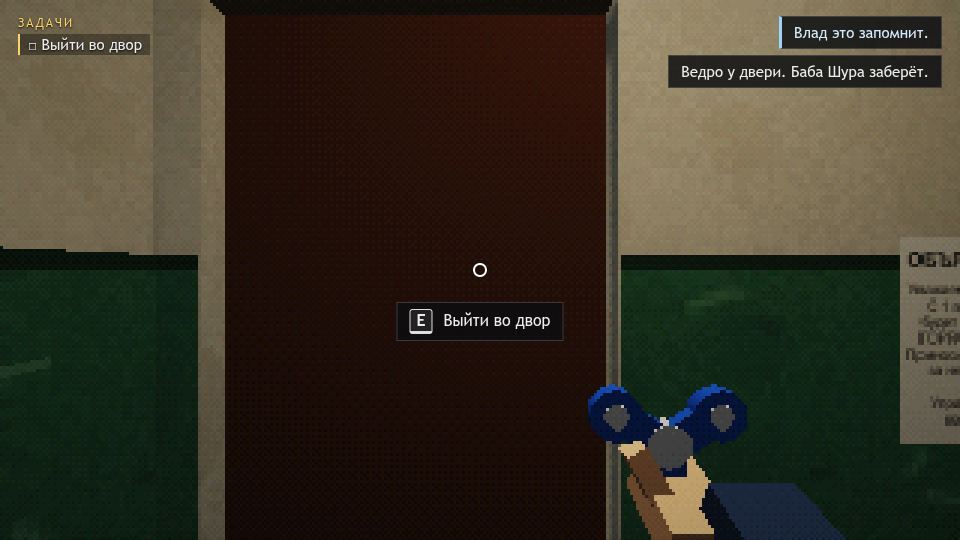 ЗАДАЧИ
□ Выйти во двор
Влад это запомнит.
Ведро у двери. Баба Шура заберёт.
E Выйти во двор